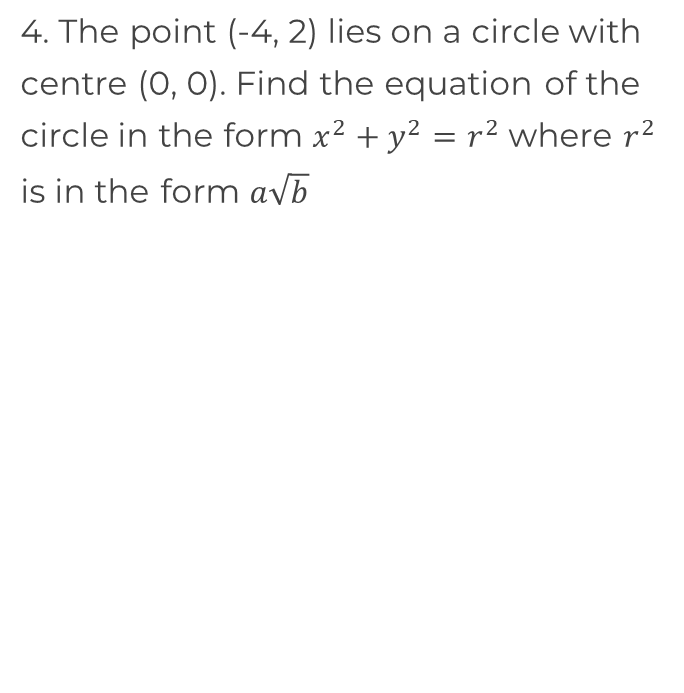 4. The point (-4, 2) lies on a circle with
centre (0, 0). Find the equation of the
circle in the form x² + y² = r² where r²
is in the form a√b